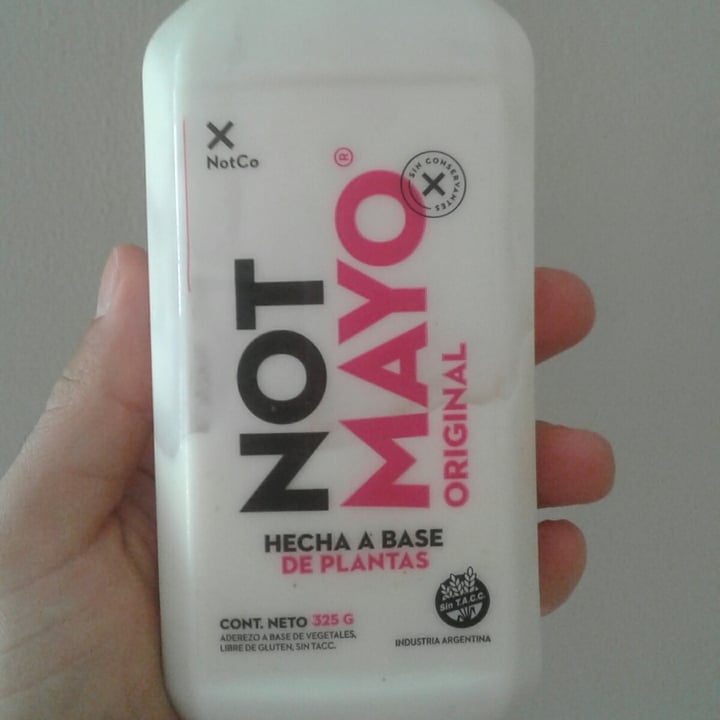 NotCo
SIN CONSERVANTES
NOT
MAYO®
ORIGINAL
HECHA A BASE
DE PLANTAS
CONT. NETO 325 G
ADEREZO A BASE DE VEGETALES,
LIBRE DE GLUTEN, SIN TACC.
Sin T.A.C.C.
INDUSTRIA ARGENTINA